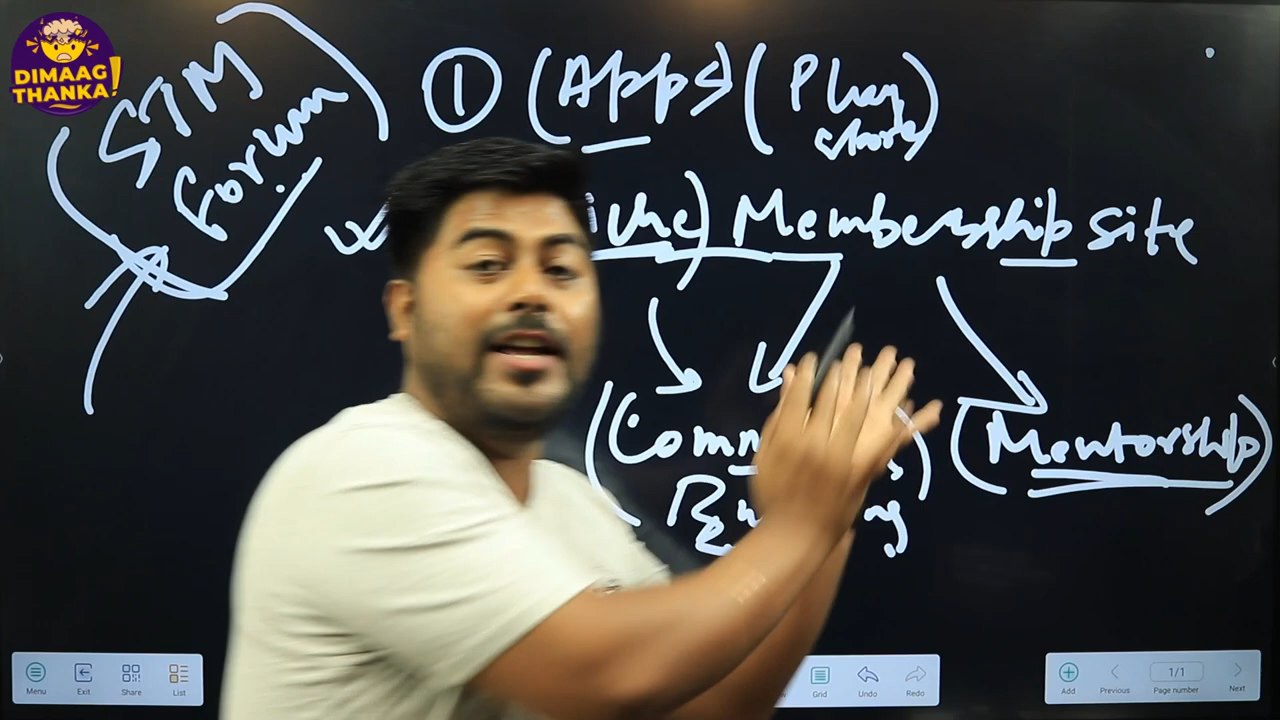 DIMAAG
THANKA!
STM
Forum
① (Apps) (Play
store)
Membership site
(Mentorship)
Menu
Exit
Share
List
Grid
Undo
Redo
Add
Previous
1/1
Page number
Next